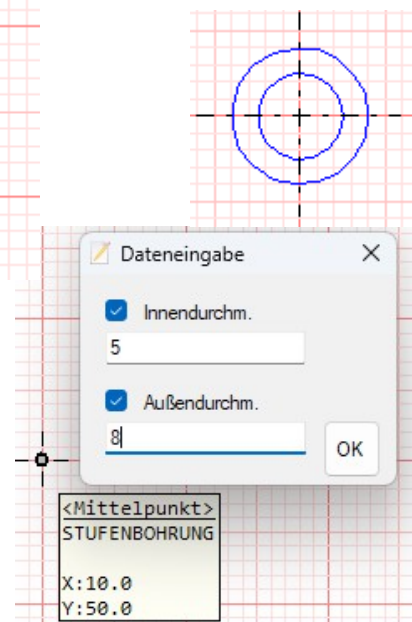 Dateneingabe
Innendurchm.
5
Außendurchm.
8
OK
<Mittelpunkt>
STUFENBOHRUNG
X:10.0
Y:50.0